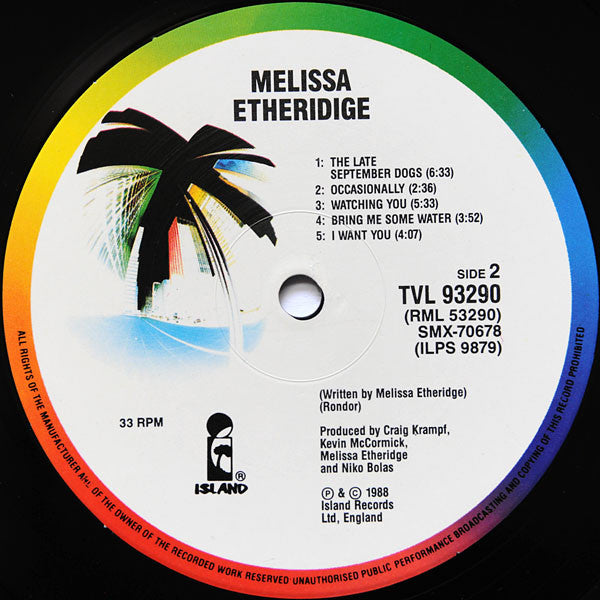 MELISSA
ETHERIDIGE
1: THE LATE
SEPTEMBER DOGS (6:33)
2: OCCASIONALLY (2:36)
3: WATCHING YOU (5:33)
4: BRING ME SOME WATER (3:52)
5: I WANT YOU (4:07)
SIDE 2
TVL 93290
(RML 53290)
SMX-70678
(ILPS 9879)
(Written by Melissa Etheridge)
(Rondor)
33 RPM
Produced by Craig Krampf,
Kevin McCormick,
Melissa Etheridge
and Niko Bolas
ISLAND ®
Ⓟ & © 1988
Island Records
Ltd, England
ALL RIGHTS OF THE MANUFACTURER AND OF THE OWNER OF THE RECORDED WORK RESERVED UNAUTHORISED PUBLIC PERFORMANCE BROADCASTING AND COPYING OF THIS RECORD PROHIBITED